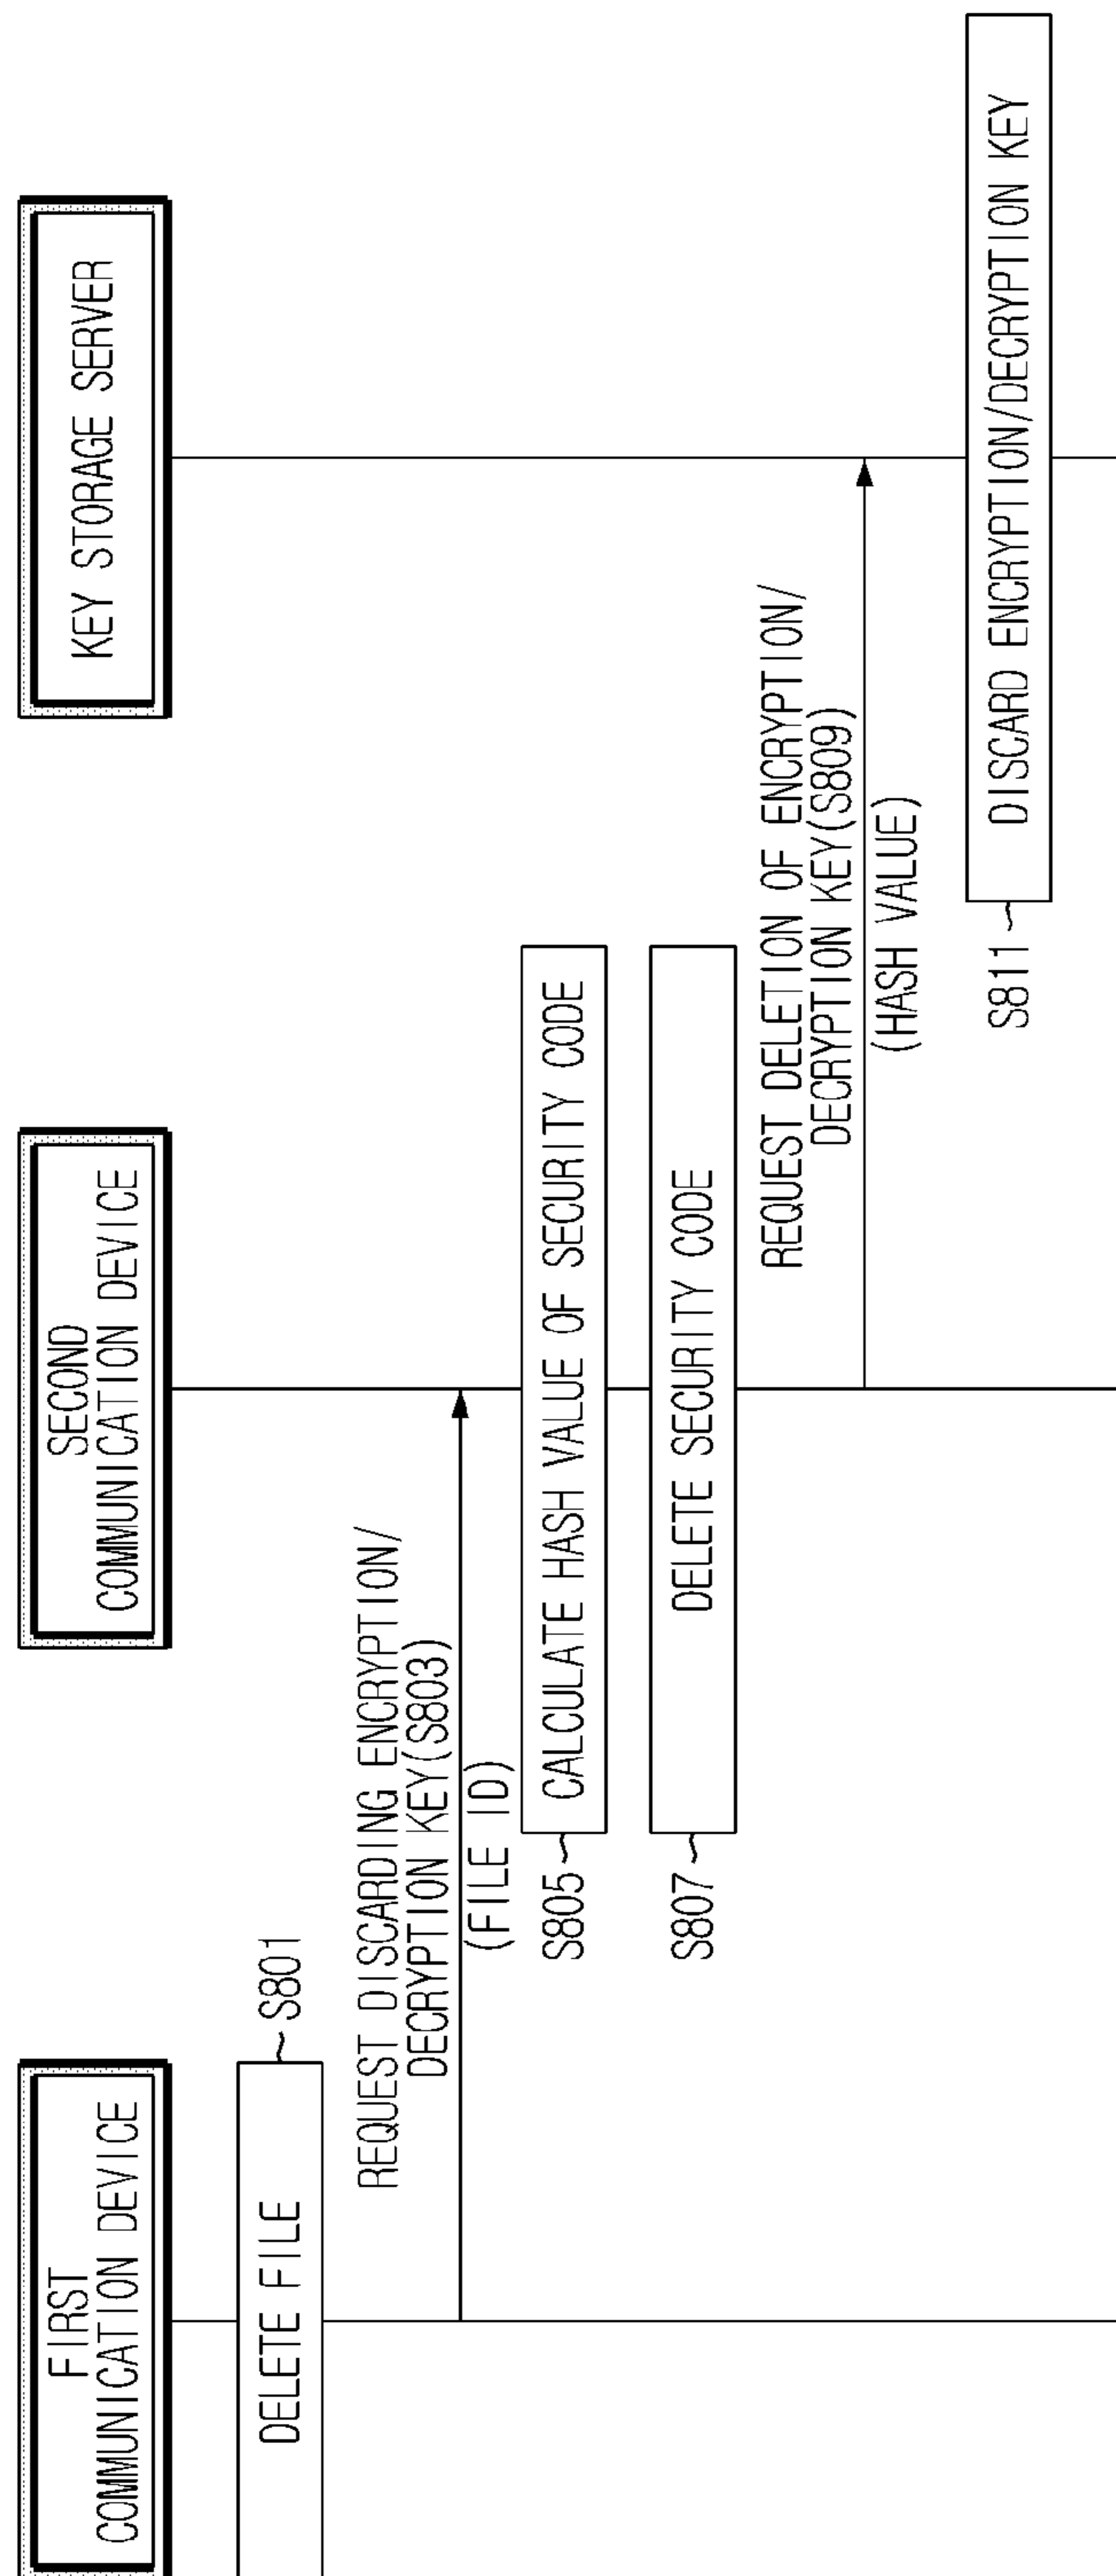 FIRST
COMMUNICATION DEVICE
SECOND
COMMUNICATION DEVICE
KEY STORAGE SERVER
DELETE FILE
S801
REQUEST DISCARDING ENCRYPTION/
DECRYPTION KEY(S803)
(FILE ID)
S805
CALCULATE HASH VALUE OF SECURITY CODE
S807
DELETE SECURITY CODE
REQUEST DELETION OF ENCRYPTION/
DECRYPTION KEY(S809)
(HASH VALUE)
S811
DISCARD ENCRYPTION/DECRYPTION KEY